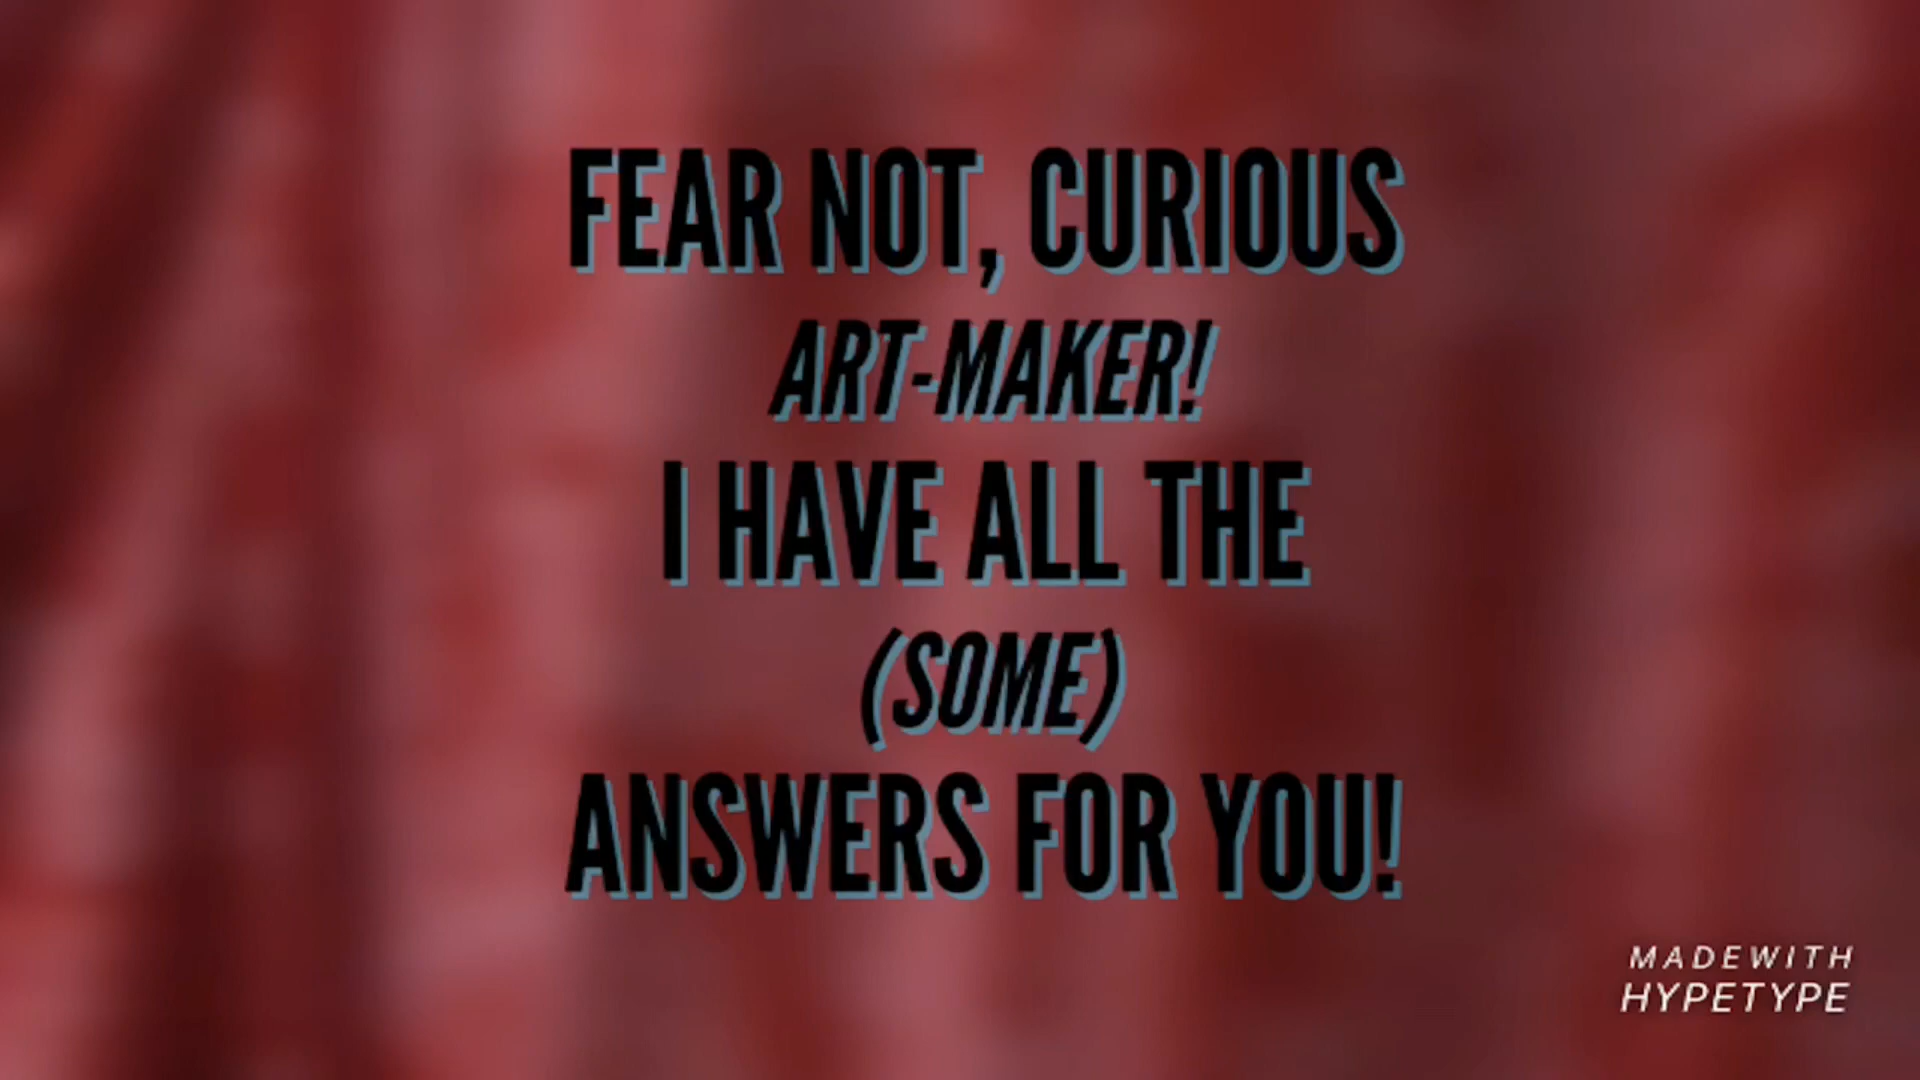 FEAR NOT, CURIOUS
ART-MAKER!
I HAVE ALL THE
(SOME)
ANSWERS FOR YOU!
MADEWITH
HYPETYPE